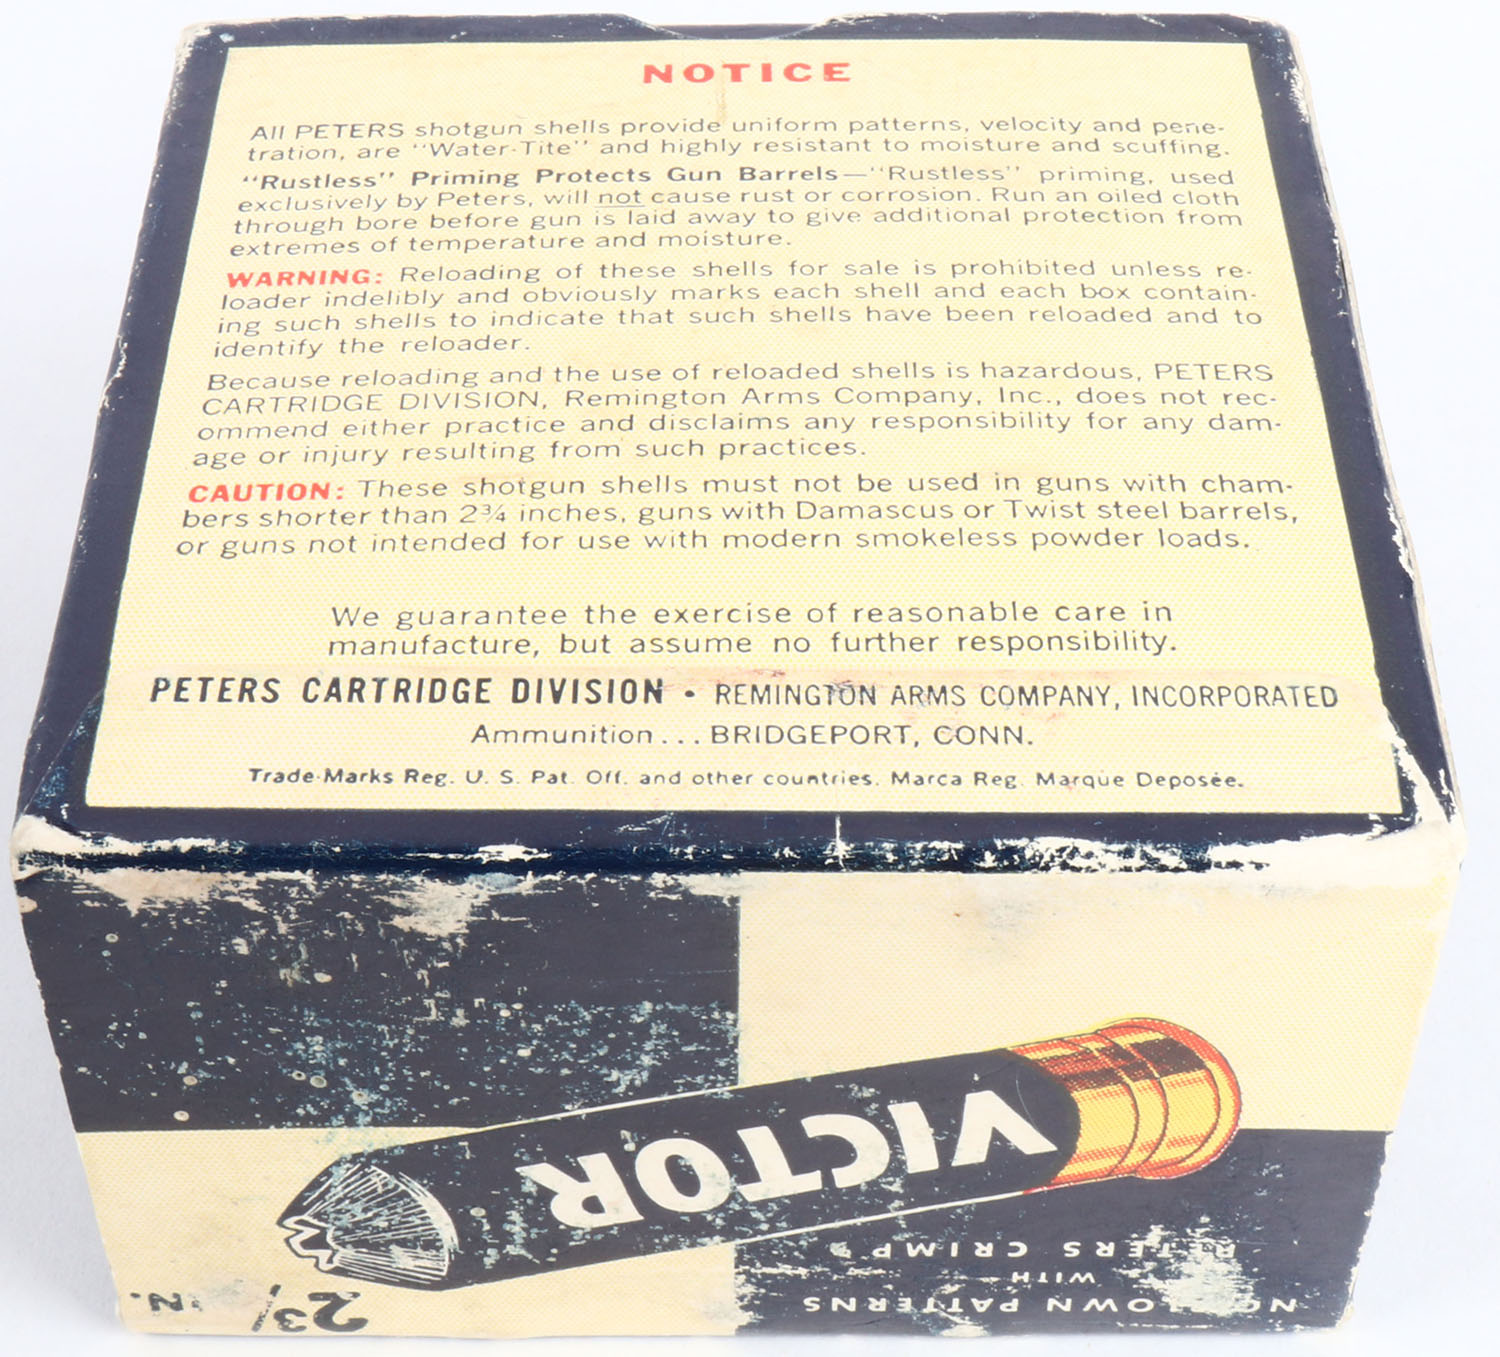 NOTICE
All PETERS shotgun shells provide uniform patterns, velocity and pene-
tration, are "Water-Tite" and highly resistant to moisture and scuffing.
"Rustless" Priming Protects Gun Barrels—"Rustless" priming, used
exclusively by Peters, will not cause rust or corrosion. Run an oiled cloth
through bore before gun is laid away to give additional protection from
extremes of temperature and moisture.
WARNING: Reloading of these shells for sale is prohibited unless re-
loader indelibly and obviously marks each shell and each box contain-
ing such shells to indicate that such shells have been reloaded and to
identify the reloader.
Because reloading and the use of reloaded shells is hazardous, PETERS
CARTRIDGE DIVISION, Remington Arms Company, Inc., does not rec-
ommend either practice and disclaims any responsibility for any dam-
age or injury resulting from such practices.
CAUTION: These shotgun shells must not be used in guns with cham-
bers shorter than 2¾ inches, guns with Damascus or Twist steel barrels,
or guns not intended for use with modern smokeless powder loads.
We guarantee the exercise of reasonable care in
manufacture, but assume no further responsibility.
PETERS CARTRIDGE DIVISION • REMINGTON ARMS COMPANY, INCORPORATED
Ammunition...BRIDGEPORT, CONN.
Trade-Marks Reg. U. S. Pat. Off. and other countries. Marca Reg. Marque Deposée.
2¾ IN.
PATTERNS
WITH
CRIMP
VICTOR